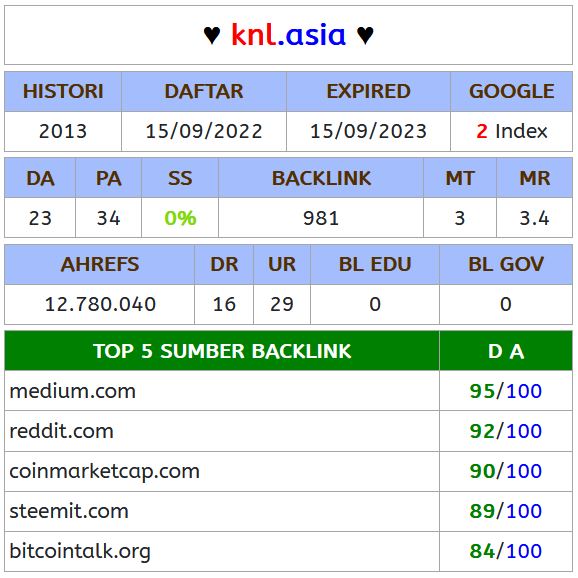 ♥ knl.asia ♥
HISTORI DAFTAR EXPIRED GOOGLE
2013 15/09/2022 15/09/2023 2 Index
DA PA SS BACKLINK MT MR
23 34 0% 981 3 3.4
AHREFS DR UR BL EDU BL GOV
12.780.040 16 29 0 0
TOP 5 SUMBER BACKLINK D A
medium.com 95/100
reddit.com 92/100
coinmarketcap.com 90/100
steemit.com 89/100
bitcointalk.org 84/100